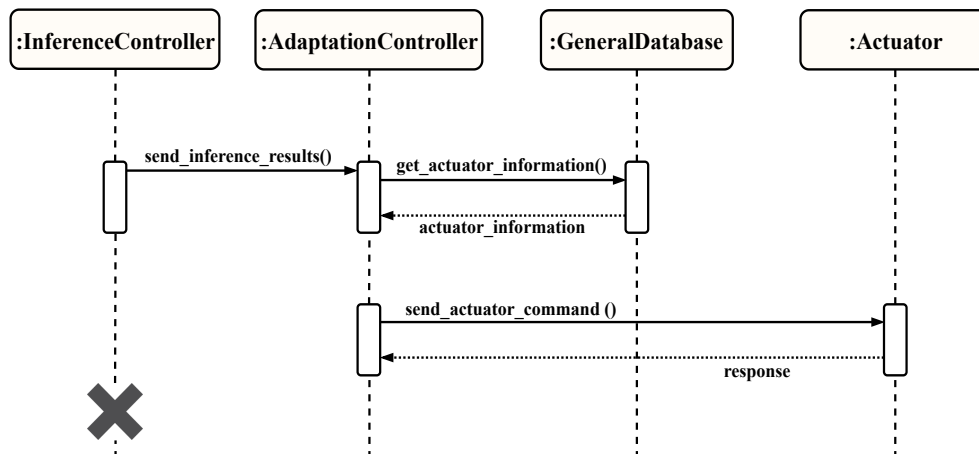 :InferenceController
:AdaptationController
:GeneralDatabase
:Actuator
send_inference_results()
get_actuator_information()
actuator_information
send_actuator_command ()
response